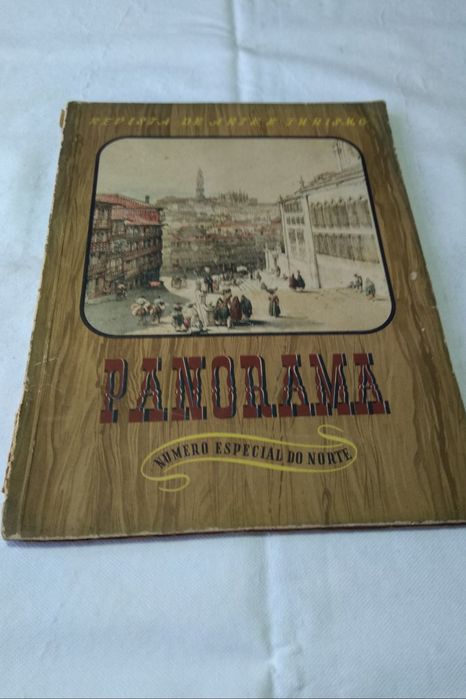 REVISTA DE ARTE E TURISMO
PANORAMA
NUMERO ESPECIAL DO NORTE